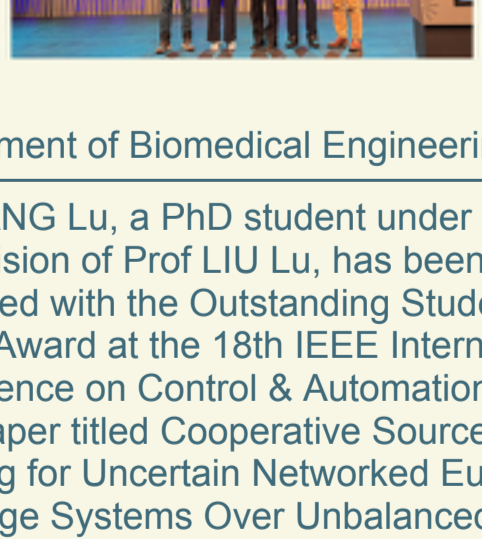 ment of Biomedical Engineeri
NG Lu, a PhD student under
sion of Prof LIU Lu, has been
ed with the Outstanding Stud
Award at the 18th IEEE Intern
ence on Control & Automation
aper titled Cooperative Source
g for Uncertain Networked Eu
ge Systems Over Unbalanced